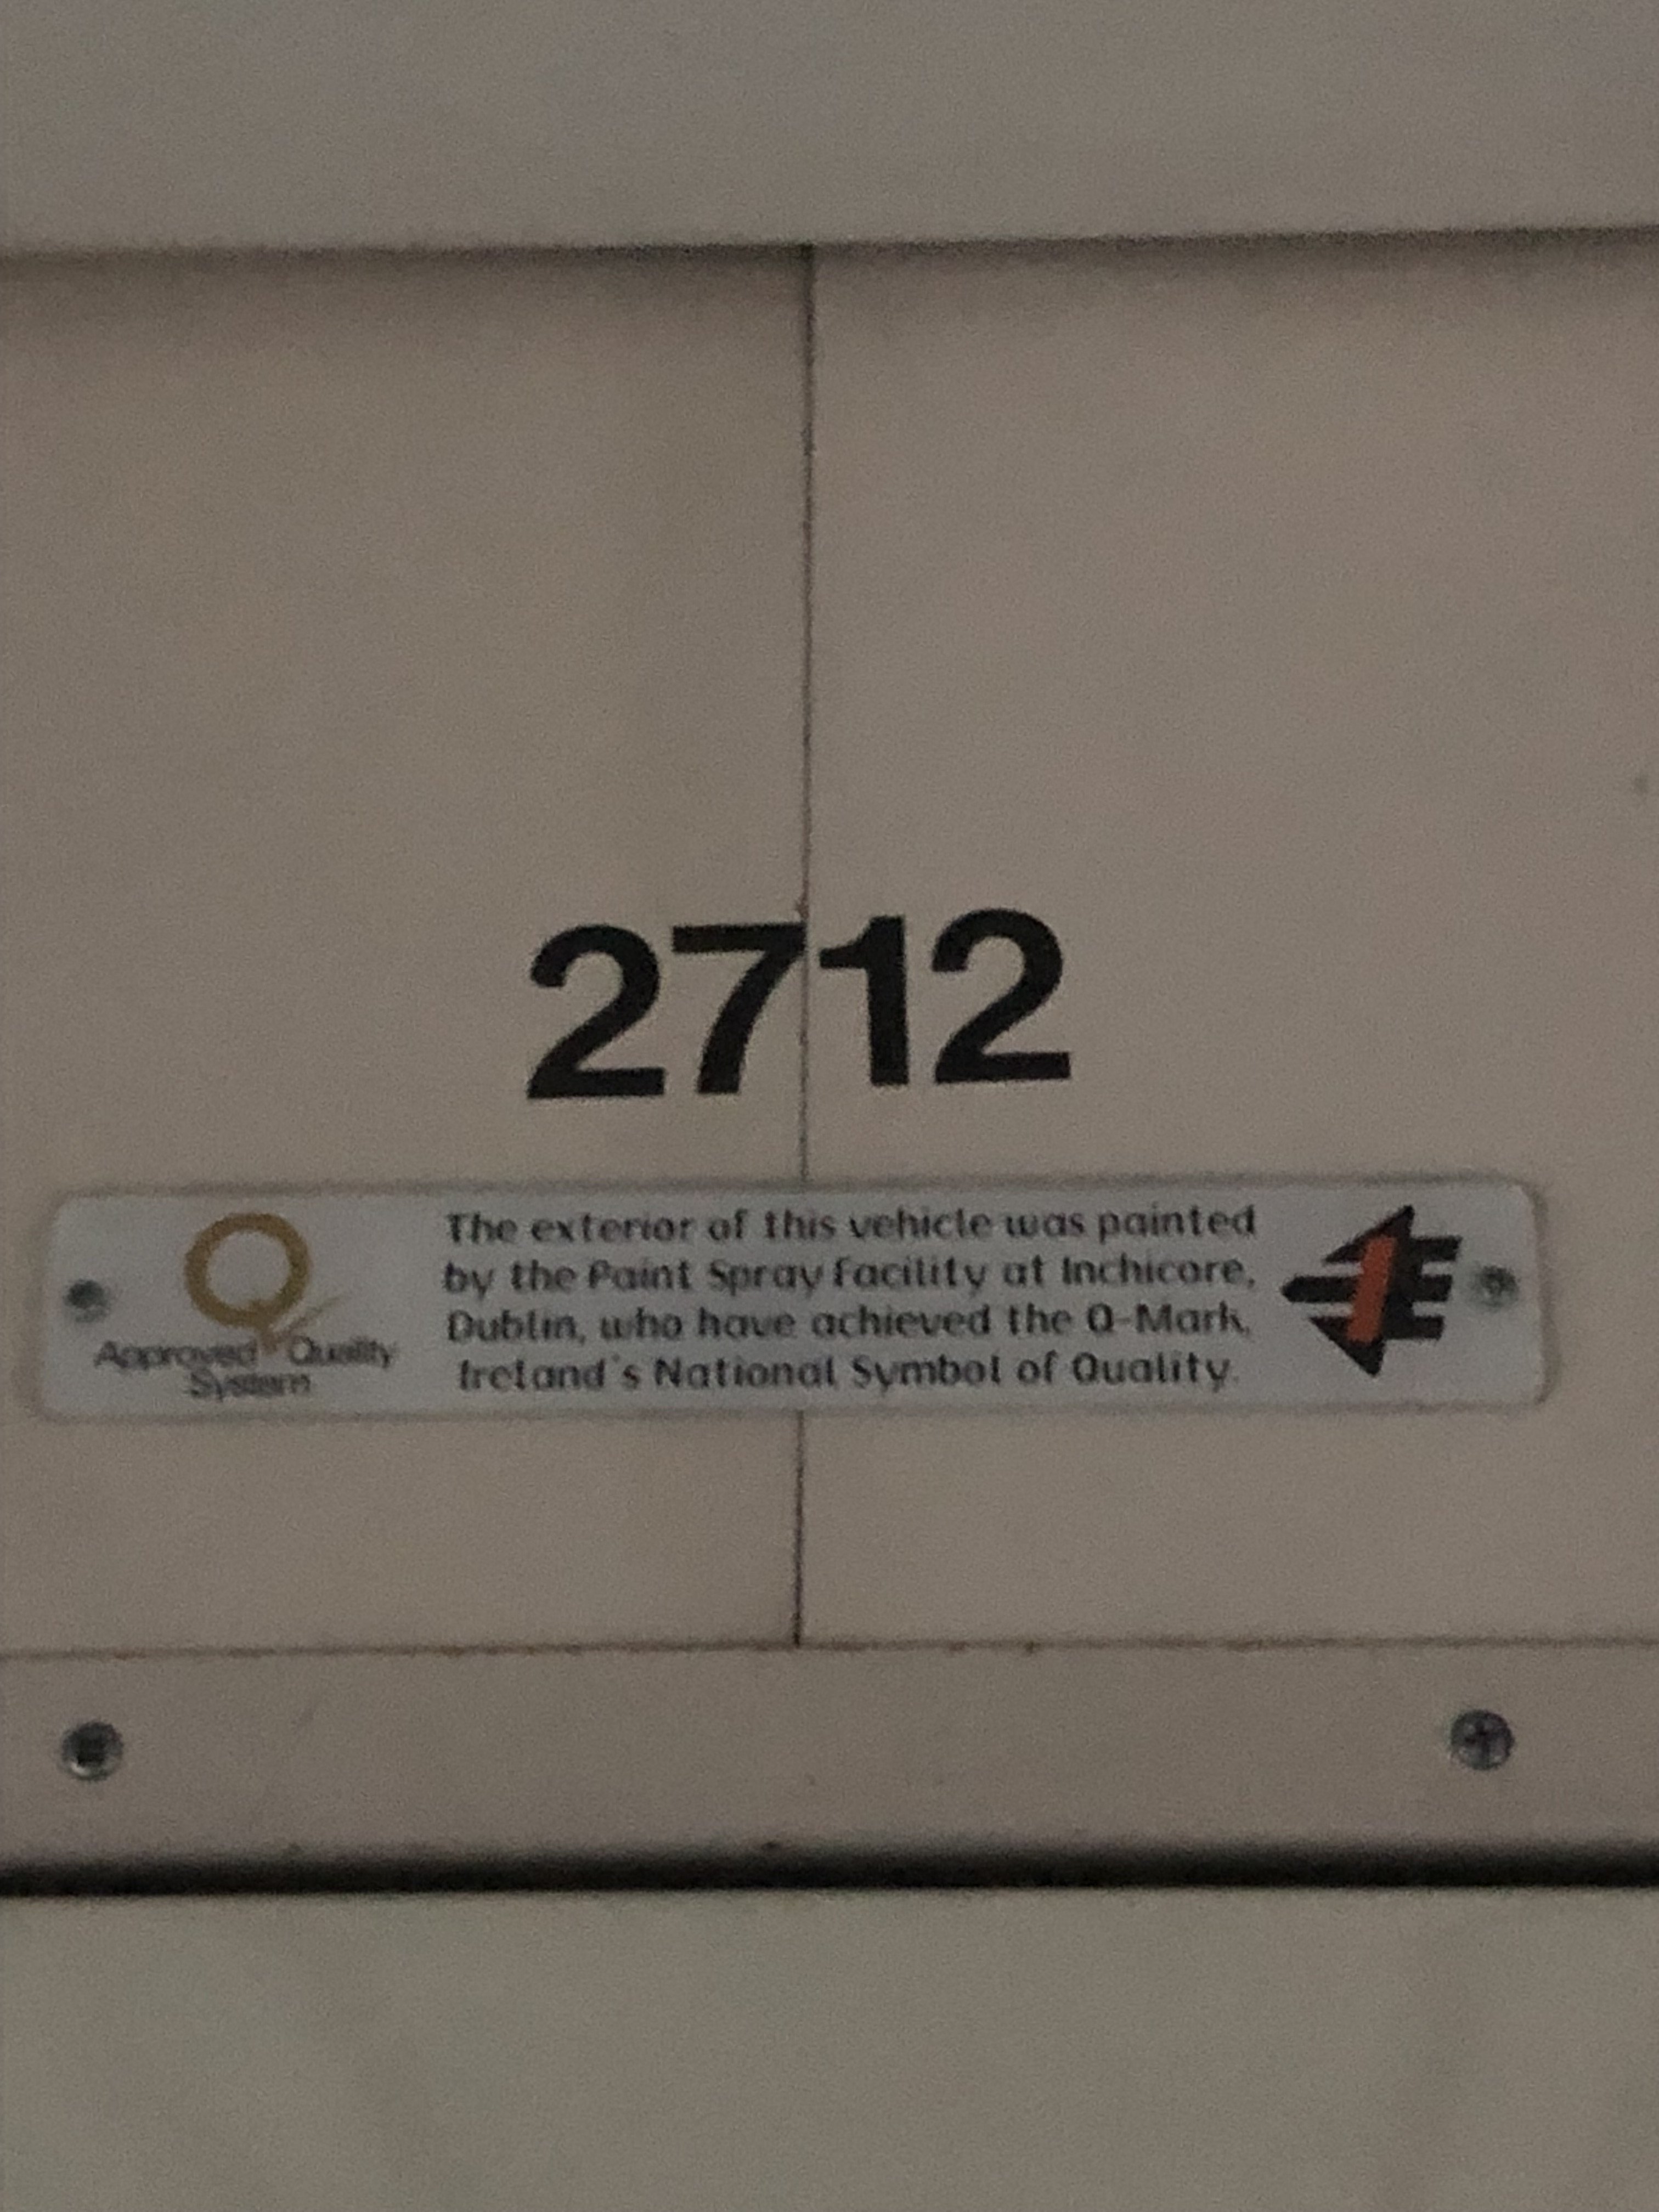 2712
The exterior of this vehicle was painted
by the Paint Spray Facility at Inchicore,
Dublin, who have achieved the Q-Mark,
Ireland's National Symbol of Quality.
Q
Approved Quality
System